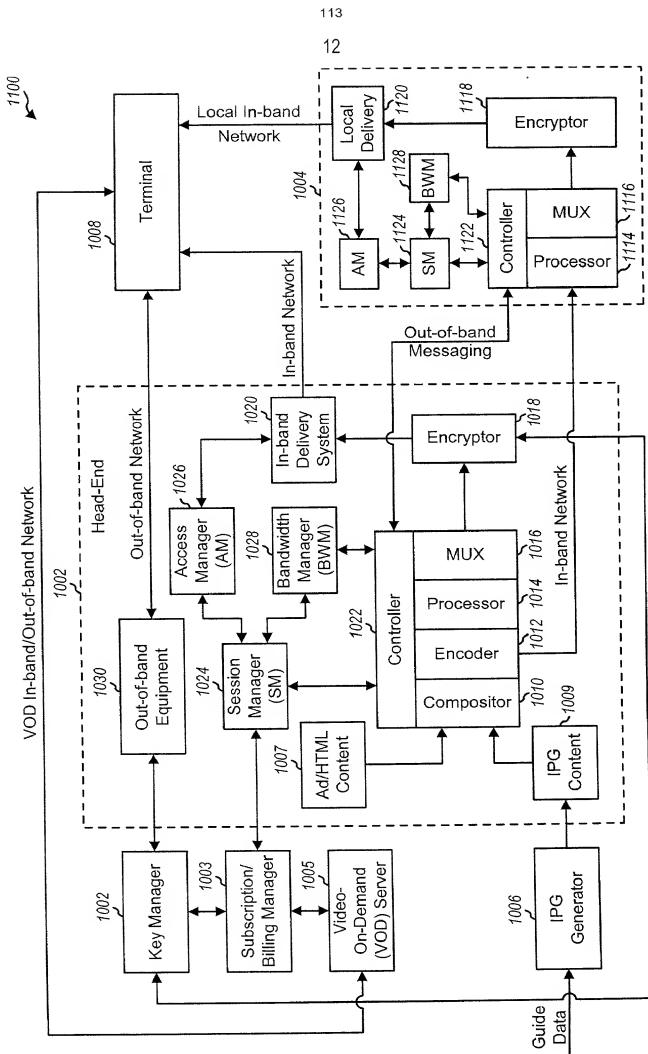 113
12
1100
VOD In-band/Out-of-band Network
Terminal
1008
Local In-band
Network
Out-of-band Network
In-band Network
Out-of-band
Messaging
1002
Head-End
1030
Out-of-band
Equipment
1026
Access
Manager
(AM)
1020
In-band
Delivery
System
1024
Session
Manager
(SM)
1028
Bandwidth
Manager
(BWM)
1018
Encryptor
1007
Ad/HTML
Content
1022
Controller
Compositor
1010
Encoder
1012
Processor
1014
MUX
1016
In-band Network
1009
IPG
Content
1002
Key Manager
1003
Subscription/
Billing Manager
1005
Video-
On-Demand
(VOD) Server
1006
IPG
Generator
Guide
Data
1004
1126
AM
Local
Delivery
1120
1124
SM
1128
BWM
1118
Encryptor
1122
Controller
Processor
1114
MUX
1116